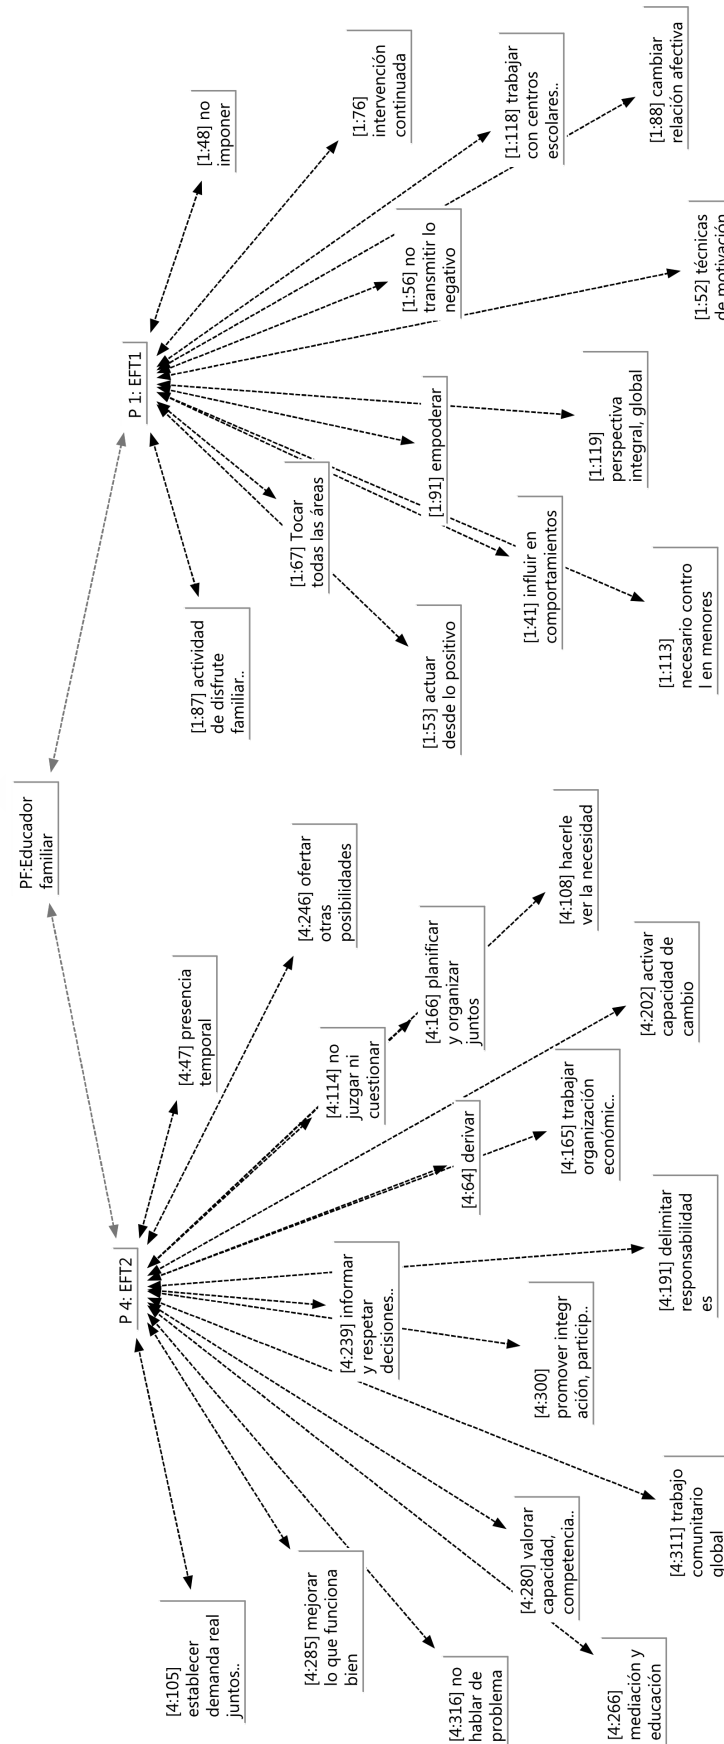 PF:Educador
familiar
P 4: EFT2
P 1: EFT1
[4:105]
establecer
demanda real
juntos..
[4:285] mejorar
lo que funciona
bien
[4:316] no
hablar de
problema
[4:266]
mediación y
educación
[4:280] valorar
capacidad,
competencia..
[4:311] trabajo
comunitario
global
[4:239] informar
y respetar
decisiones..
[4:300]
promover integr
ación, particip..
[4:191] delimitar
responsabilidad
es
[4:64] derivar
[4:165] trabajar
organización
económic..
[4:202] activar
capacidad de
cambio
[4:114] no
juzgar ni
cuestionar
[4:166] planificar
y organizar
juntos
[4:108] hacerle
ver la necesidad
[4:47] presencia
temporal
[4:246] ofertar
otras
posibilidades
[1:87] actividad
de disfrute
familiar..
[1:53] actuar
desde lo positivo
[1:67] Tocar
todas las áreas
[1:113]
necesario contro
l en menores
[1:41] influir en
comportamientos
[1:91] empoderar
[1:119]
perspectiva
integral, global
[1:52] técnicas
de motivación
[1:56] no
transmitir lo
negativo
[1:88] cambiar
relación afectiva
[1:118] trabajar
con centros
escolares..
[1:76]
intervención
continuada
[1:48] no
imponer